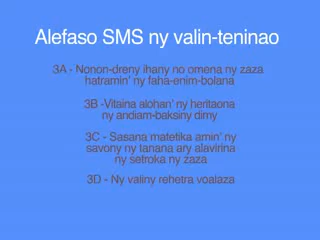 Alefaso SMS ny valin-teninao
3A - Nonon-dreny ihany no omena ny zaza
hatramin' ny faha-enim-bolana
3B -Vitaina alohan' ny heritaona
ny andiam-baksiny dimy
3C - Sasana matetika amin' ny
savony ny tanana ary alavirina
ny setroka ny zaza
3D - Ny valiny rehetra voalaza